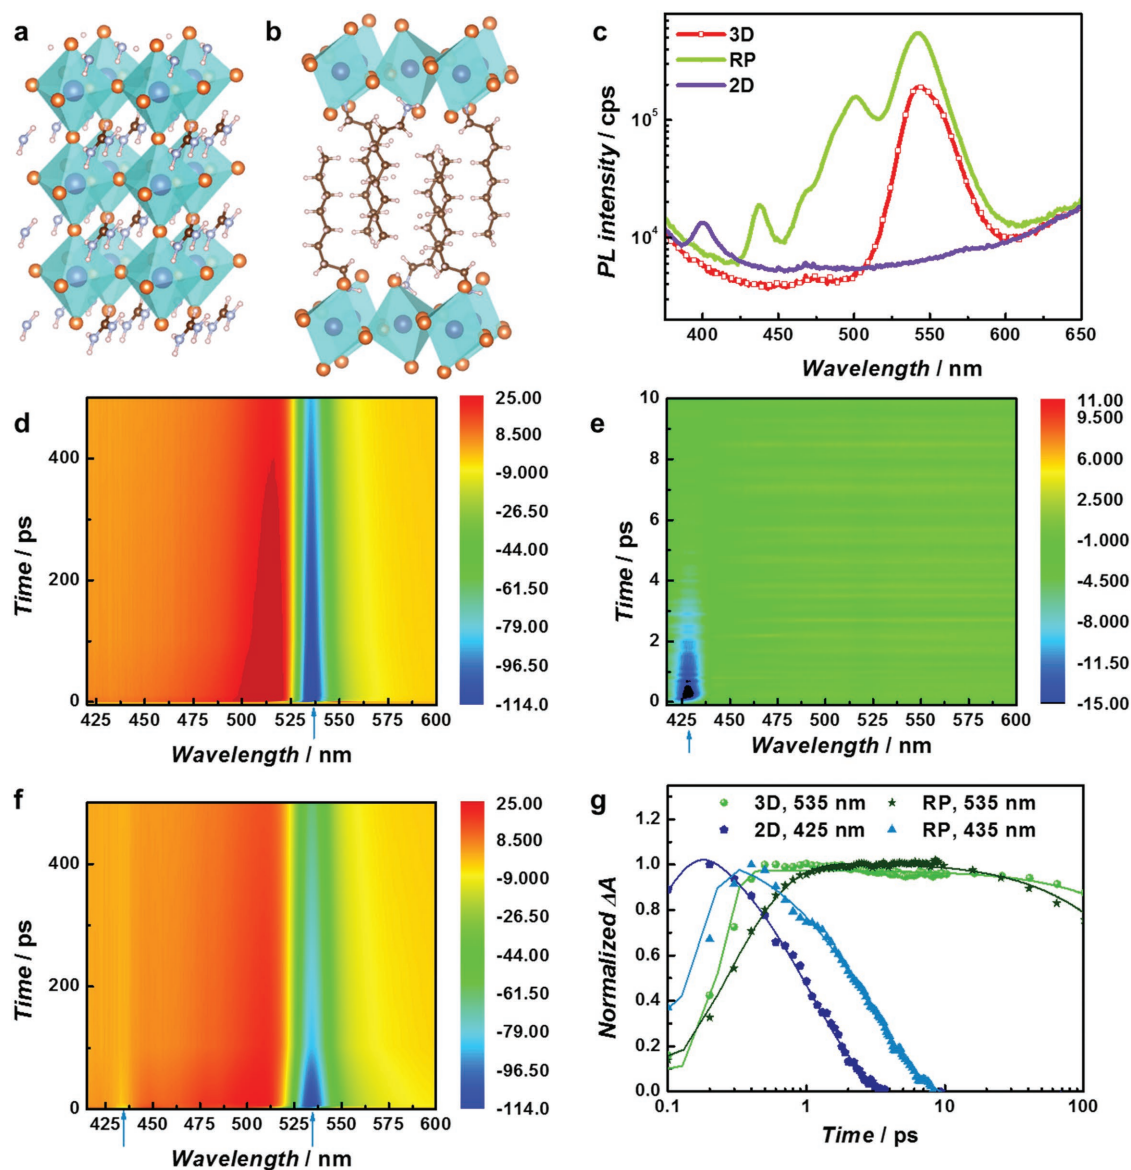 a
b
c
3D
RP
2D
PL intensity / cps
10^5
10^4
400 450 500 550 600 650
Wavelength / nm
d
Time / ps
400
200
0
425 450 475 500 525 550 575 600
Wavelength / nm
25.00
8.500
-9.000
-26.50
-44.00
-61.50
-79.00
-96.50
-114.0
e
Time / ps
10
8
6
4
2
0
425 450 475 500 525 550 575 600
Wavelength / nm
11.00
9.500
6.000
2.500
-1.000
-4.500
-8.000
-11.50
-15.00
f
Time / ps
400
200
0
425 450 475 500 525 550 575 600
Wavelength / nm
25.00
8.500
-9.000
-26.50
-44.00
-61.50
-79.00
-96.50
-114.0
g
3D, 535 nm
RP, 535 nm
2D, 425 nm
RP, 435 nm
Normalized ΔA
1.2
1.0
0.8
0.6
0.4
0.2
0.0
0.1 1 10 100
Time / ps